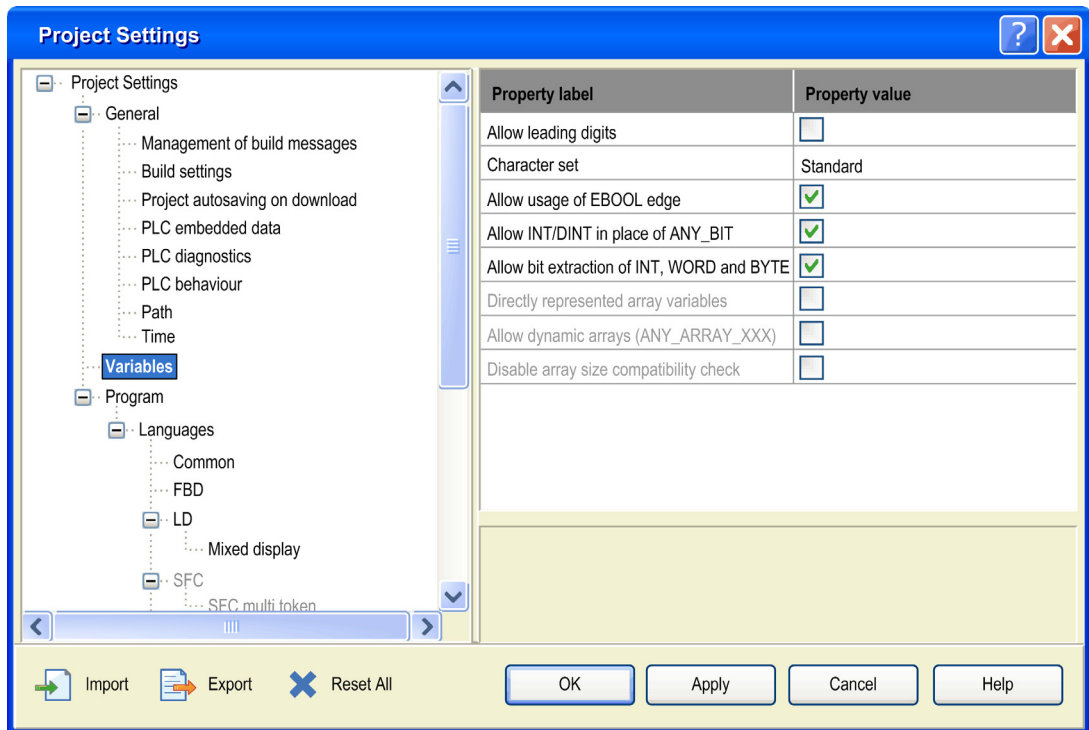 Project Settings
Project Settings
General
Management of build messages
Build settings
Project autosaving on download
PLC embedded data
PLC diagnostics
PLC behaviour
Path
Time
Variables
Program
Languages
Common
FBD
LD
Mixed display
SFC
SFC multi token
Property label Property value
Allow leading digits
Character set Standard
Allow usage of EBOOL edge
Allow INT/DINT in place of ANY_BIT
Allow bit extraction of INT, WORD and BYTE
Directly represented array variables
Allow dynamic arrays (ANY_ARRAY_XXX)
Disable array size compatibility check
Import Export Reset All OK Apply Cancel Help